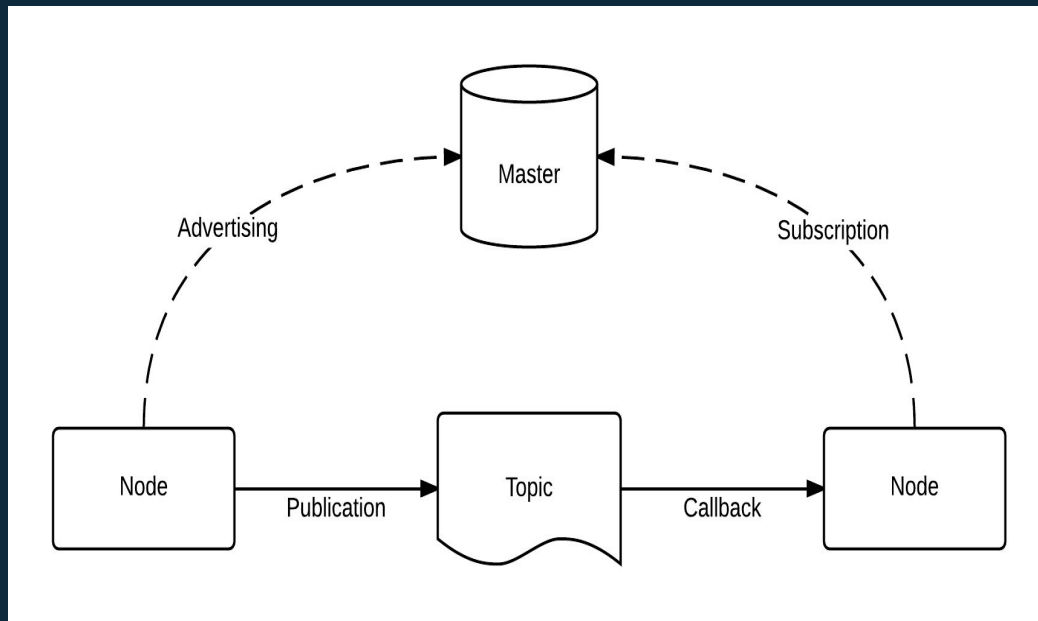 Master
Advertising
Subscription
Node
Topic
Node
Publication
Callback